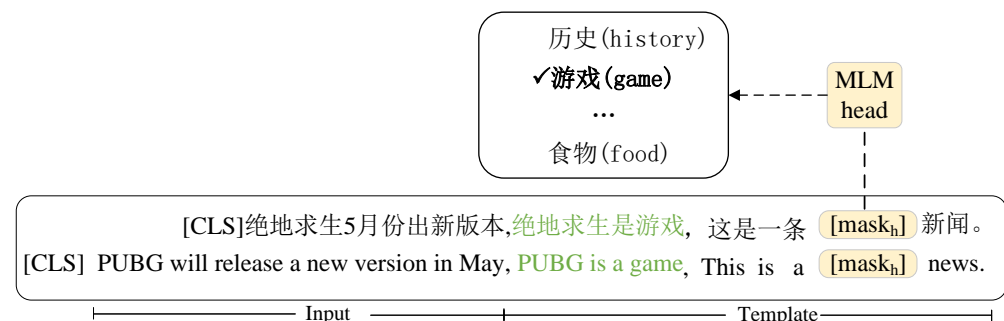 历史(history)
✓游戏(game)
…
食物(food)
MLM
head
[CLS]绝地求生5月份出新版本,绝地求生是游戏，这是一条 [maskh] 新闻。
[CLS] PUBG will release a new version in May, PUBG is a game, This is a [maskh] news.
Input
Template